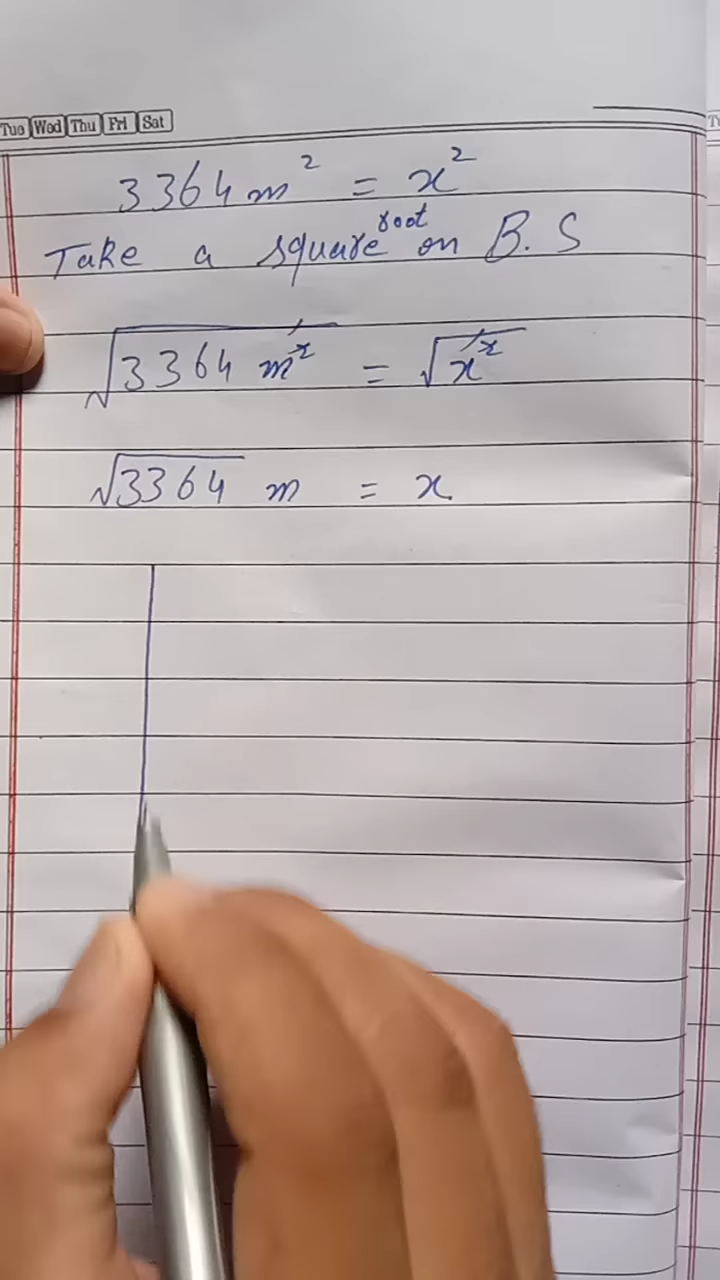 Tue Wed Thu Fri Sat
3364 m² = x²
Take a square root on B.S
√3364 m² = √x²
√3364 m = x